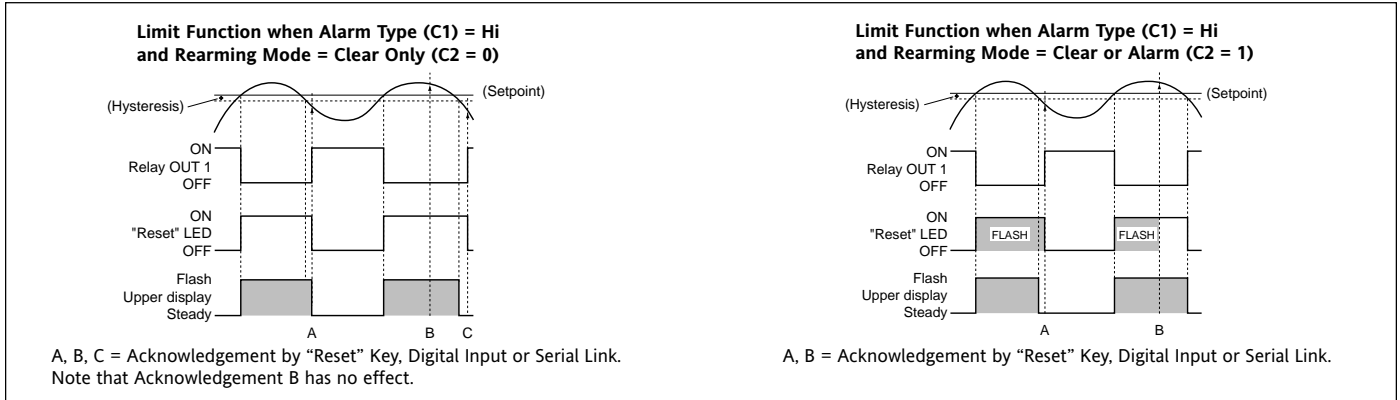 Limit Function when Alarm Type (C1) = Hi
and Rearming Mode = Clear Only (C2 = 0)
(Setpoint)
(Hysteresis)
ON
Relay OUT 1
OFF
ON
"Reset" LED
OFF
Flash
Upper display
Steady
A B C
A, B, C = Acknowledgement by “Reset” Key, Digital Input or Serial Link.
Note that Acknowledgement B has no effect.
Limit Function when Alarm Type (C1) = Hi
and Rearming Mode = Clear or Alarm (C2 = 1)
(Setpoint)
(Hysteresis)
ON
Relay OUT 1
OFF
ON
"Reset" LED
FLASH FLASH
OFF
Flash
Upper display
Steady
A B
A, B = Acknowledgement by “Reset” Key, Digital Input or Serial Link.